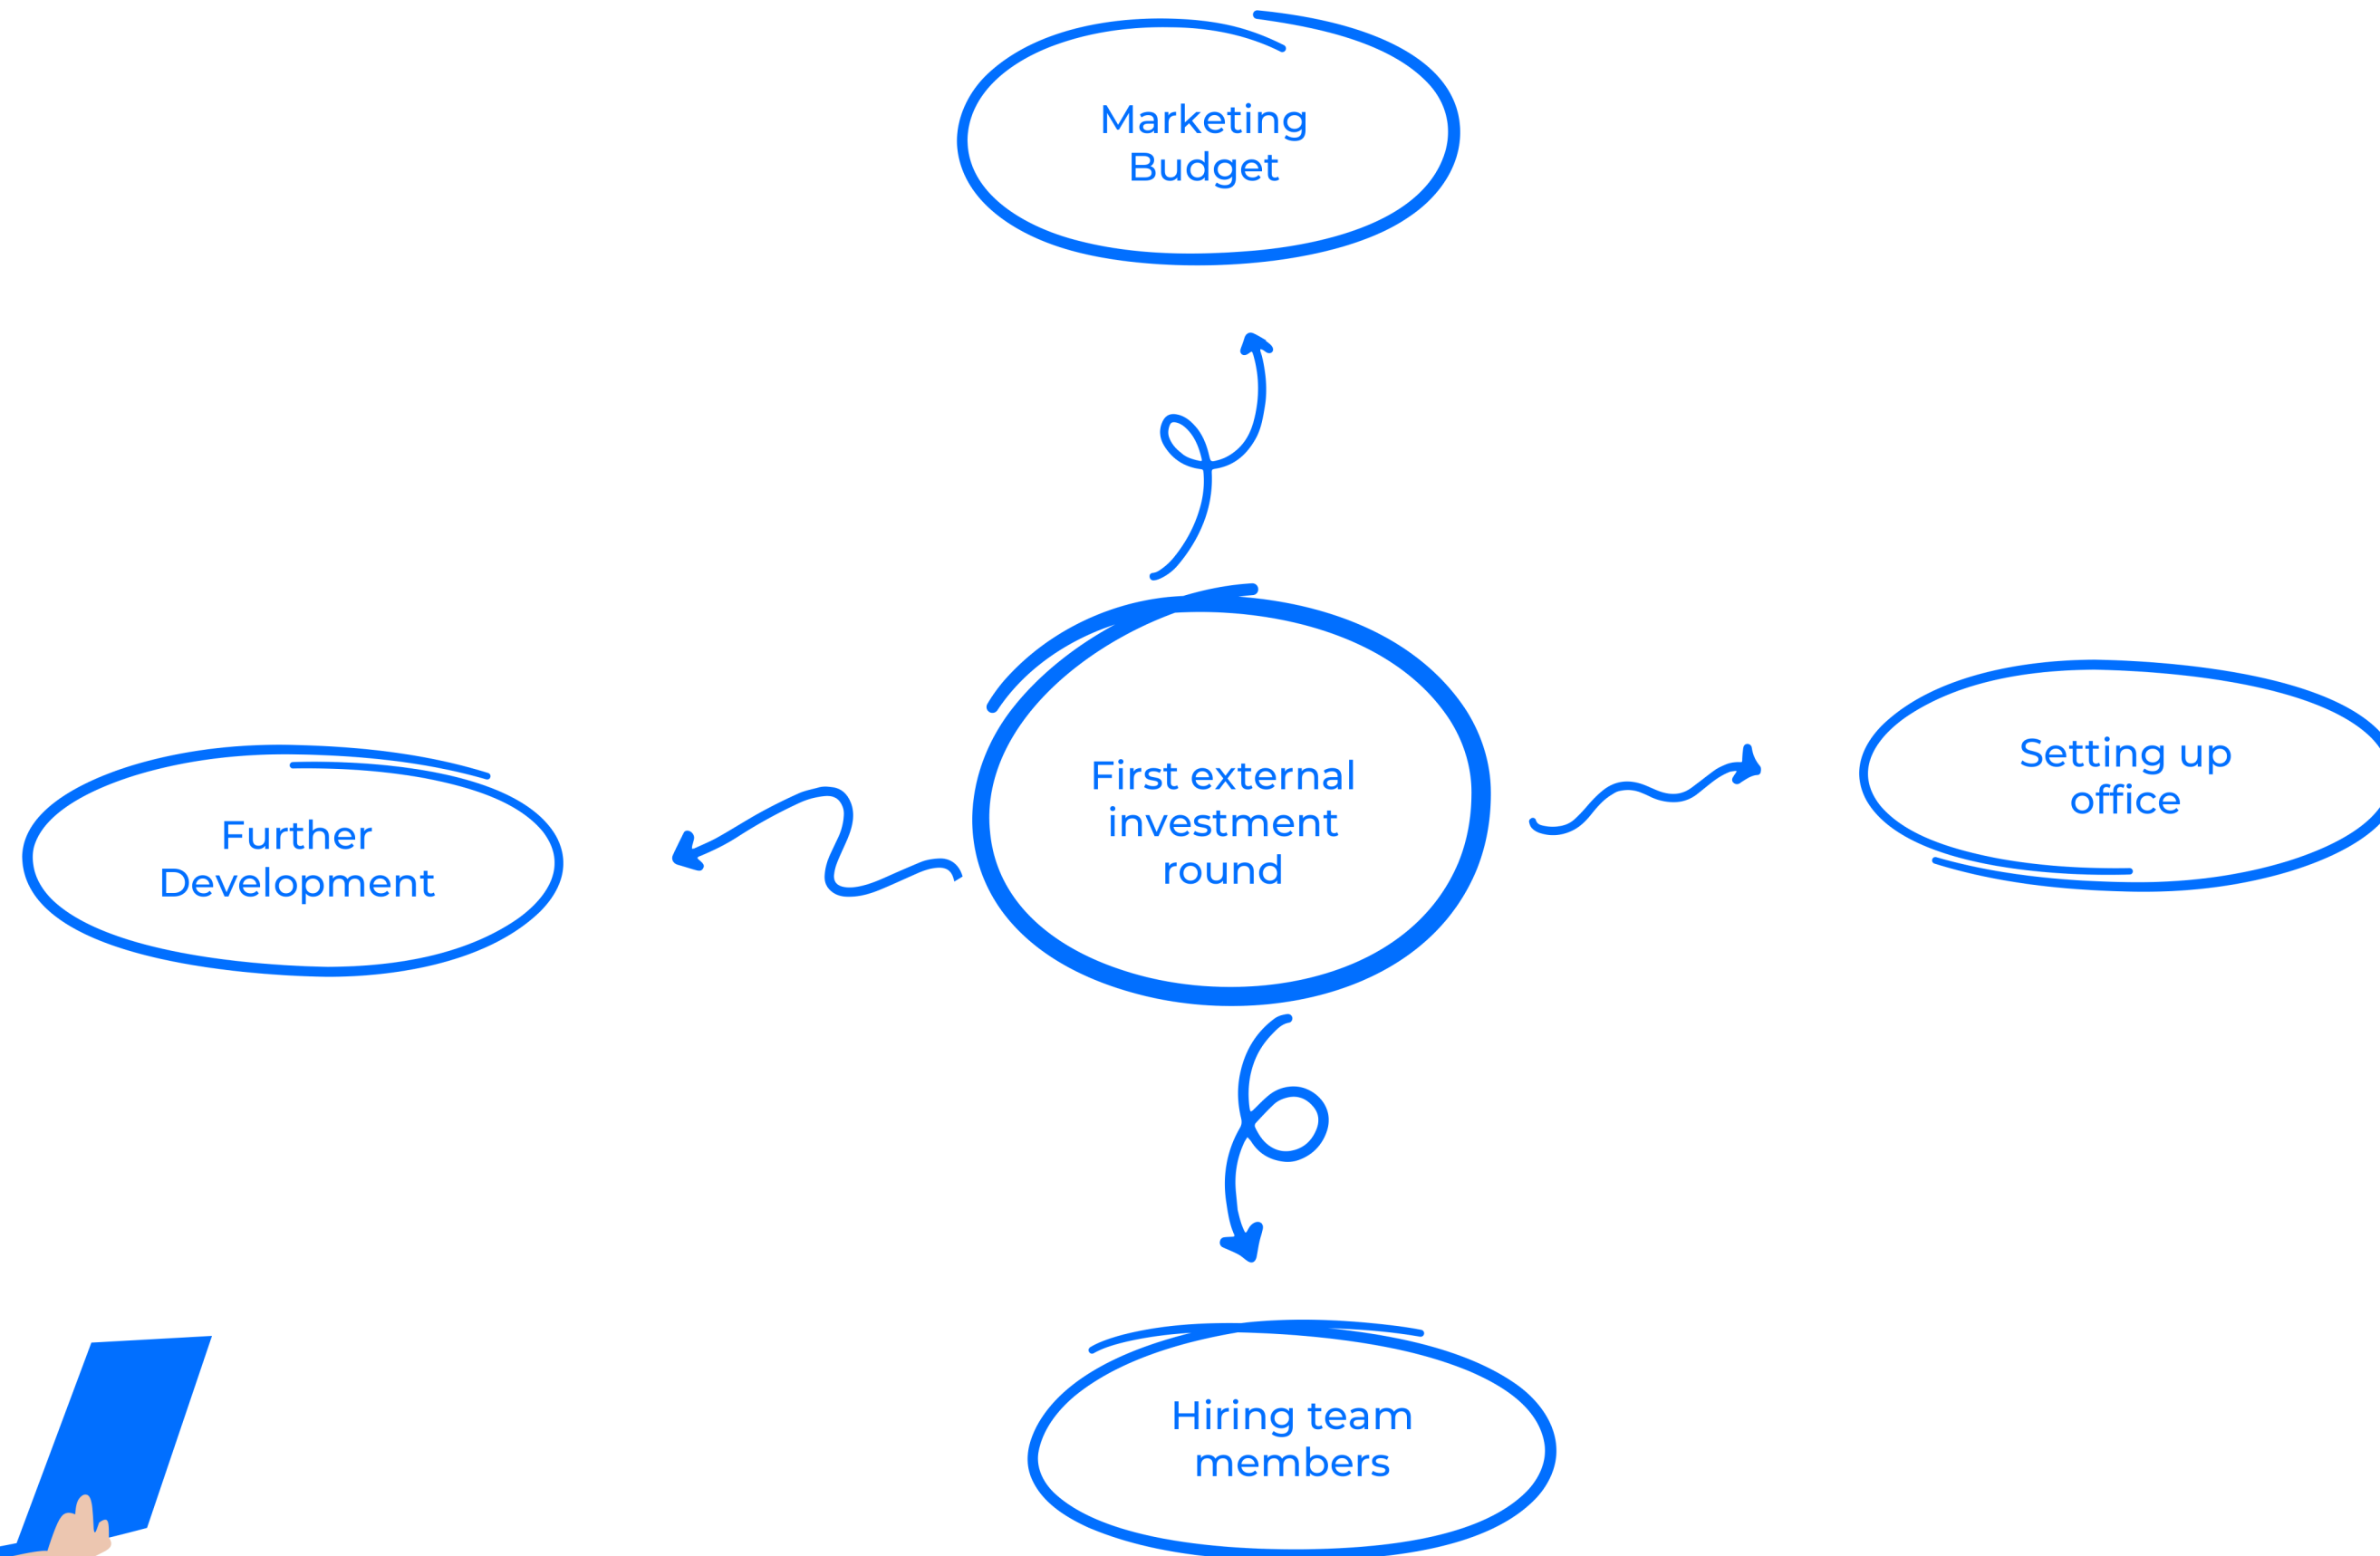 Marketing
Budget
First external
investment
round
Setting up
office
Further
Development
Hiring team
members